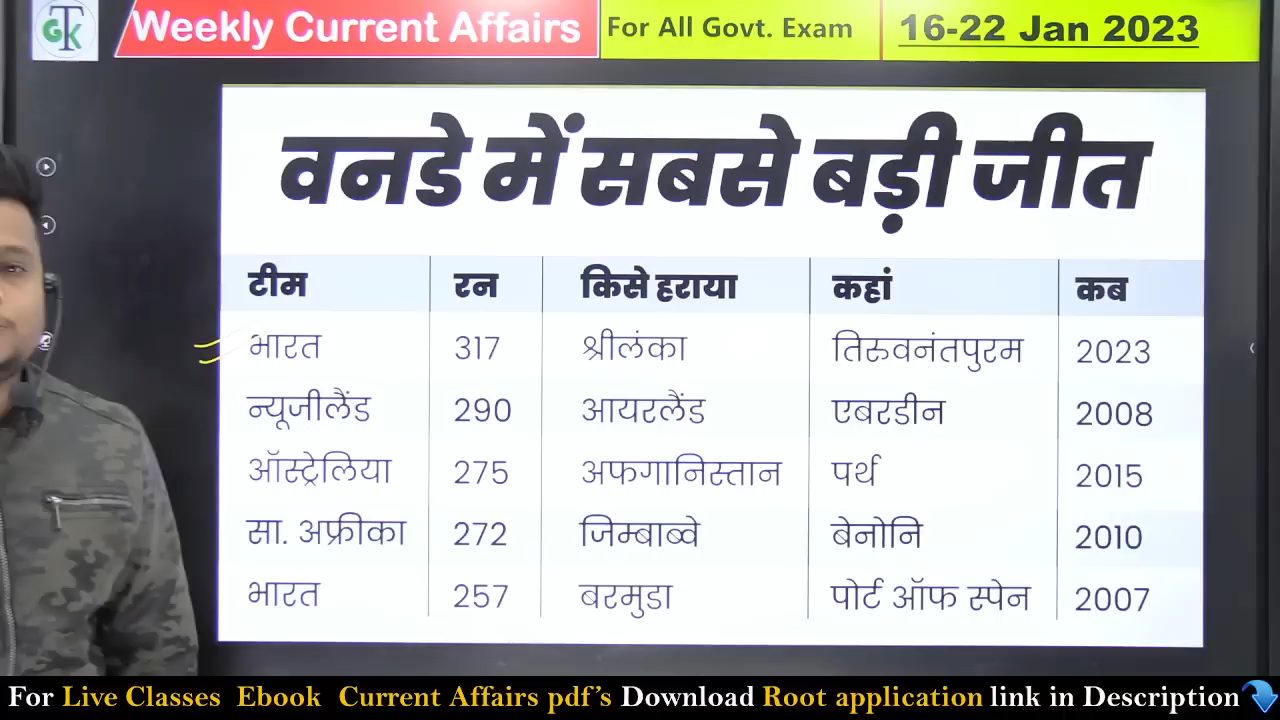 GTK
Weekly Current Affairs For All Govt. Exam 16-22 Jan 2023
वनडे में सबसे बड़ी जीत
टीम रन किसे हराया कहां कब
भारत 317 श्रीलंका तिरुवनंतपुरम 2023
न्यूजीलैंड 290 आयरलैंड एबरडीन 2008
ऑस्ट्रेलिया 275 अफगानिस्तान पर्थ 2015
सा. अफ्रीका 272 जिम्बाब्वे बेनोनि 2010
भारत 257 बरमुडा पोर्ट ऑफ स्पेन 2007
For Live Classes Ebook Current Affairs pdf's Download Root application link in Description